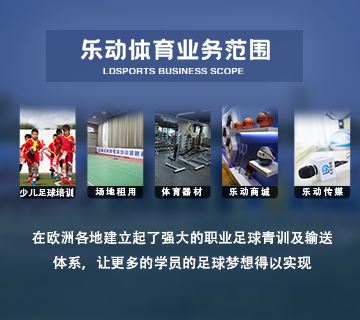 乐动体育业务范围
LDSPORTS BUSINESS SCOPE
少儿足球培训
场地租用
体育器材
乐动商城
乐动传媒
在欧洲各地建立起了强大的职业足球青训及输送
体系，让更多的学员的足球梦想得以实现